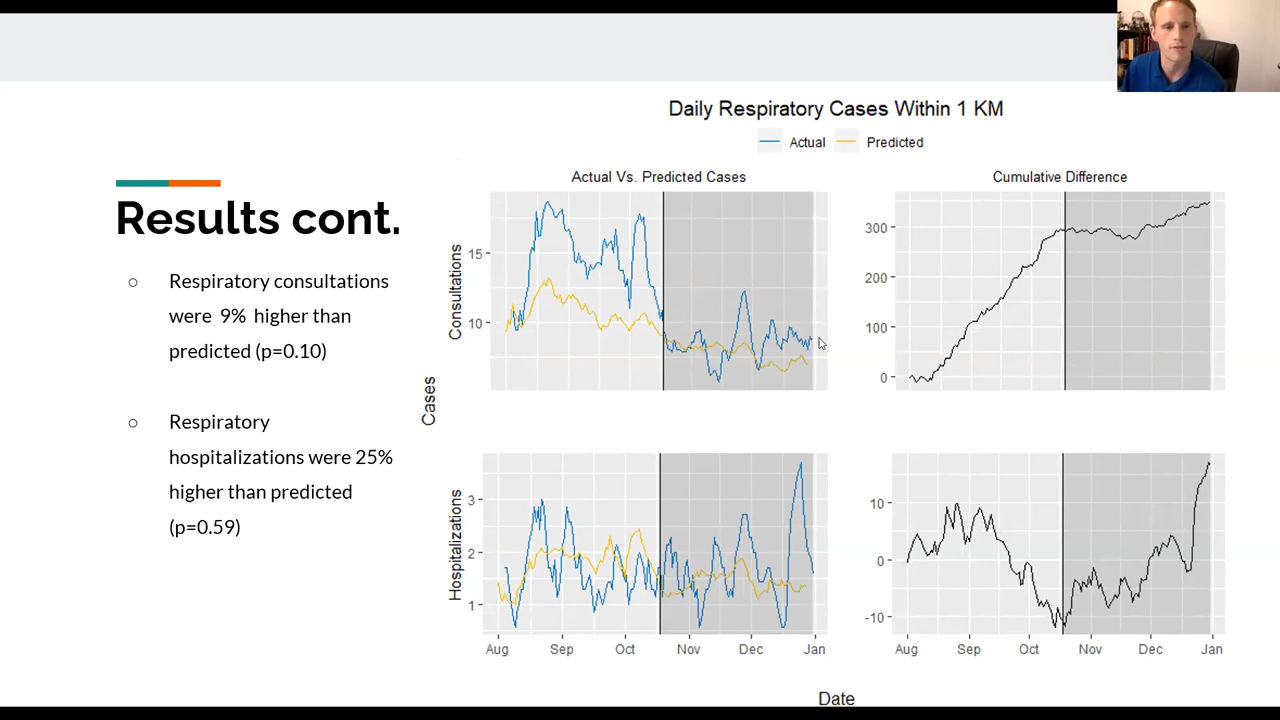 Results cont.
○ Respiratory consultations
were 9% higher than
predicted (p=0.10)
○ Respiratory
hospitalizations were 25%
higher than predicted
(p=0.59)
Daily Respiratory Cases Within 1 KM
Actual Predicted
Actual Vs. Predicted Cases
Cumulative Difference
Cases
Consultations
15
10
300
200
100
0
Hospitalizations
3
2
1
10
0
-10
Aug Sep Oct Nov Dec Jan
Aug Sep Oct Nov Dec Jan
Date